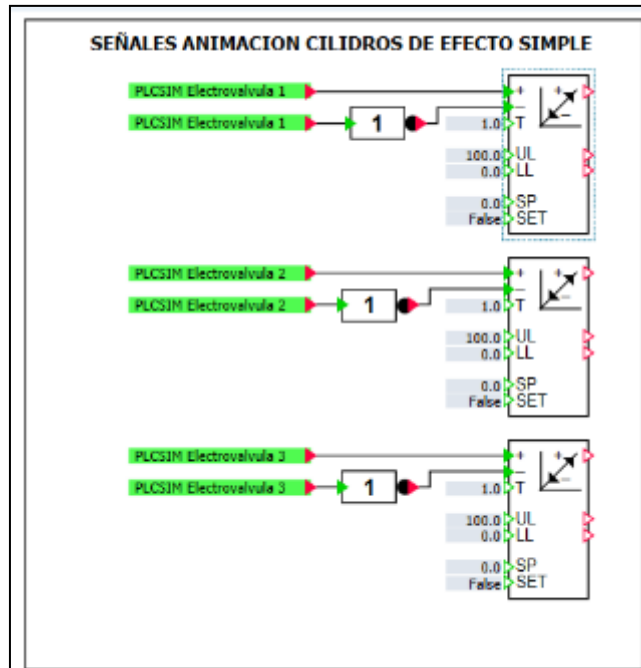 SEÑALES ANIMACION CILIDROS DE EFECTO SIMPLE
PLCSIM Electrovalvula 1
+
+
PLCSIM Electrovalvula 1
1
−
−
1.0 T
100.0 UL
0.0 LL
0.0 SP
False SET
PLCSIM Electrovalvula 2
+
+
PLCSIM Electrovalvula 2
1
−
−
1.0 T
100.0 UL
0.0 LL
0.0 SP
False SET
PLCSIM Electrovalvula 3
+
+
PLCSIM Electrovalvula 3
1
−
−
1.0 T
100.0 UL
0.0 LL
0.0 SP
False SET